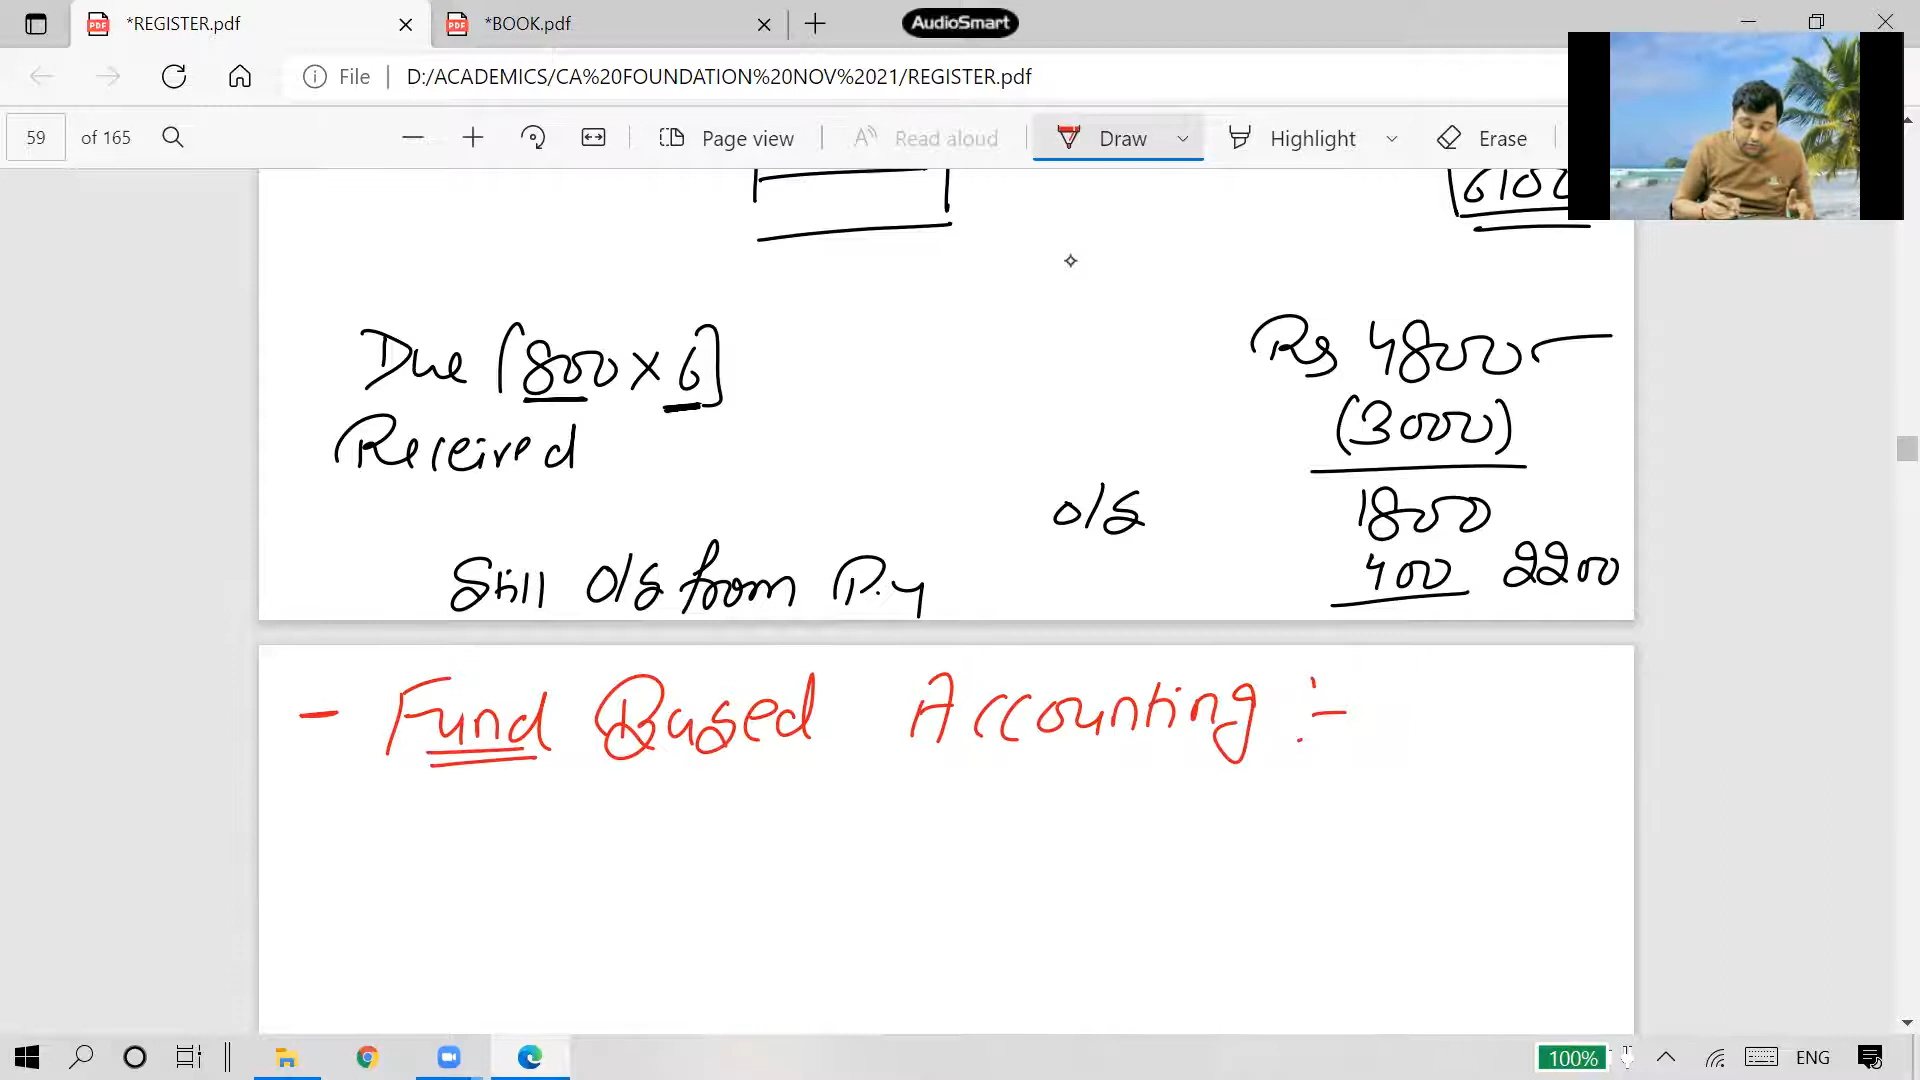 *REGISTER.pdf
*BOOK.pdf
AudioSmart
File
D:/ACADEMICS/CA%20FOUNDATION%20NOV%2021/REGISTER.pdf
59 of 165
Page view
Read aloud
Draw
Highlight
Erase
6100
Due [800 × 6] Rs 4800
Received (3000)
o/s 1800
Still o/s from P.y 400 2200
- Fund Based Accounting :-
100%
ENG